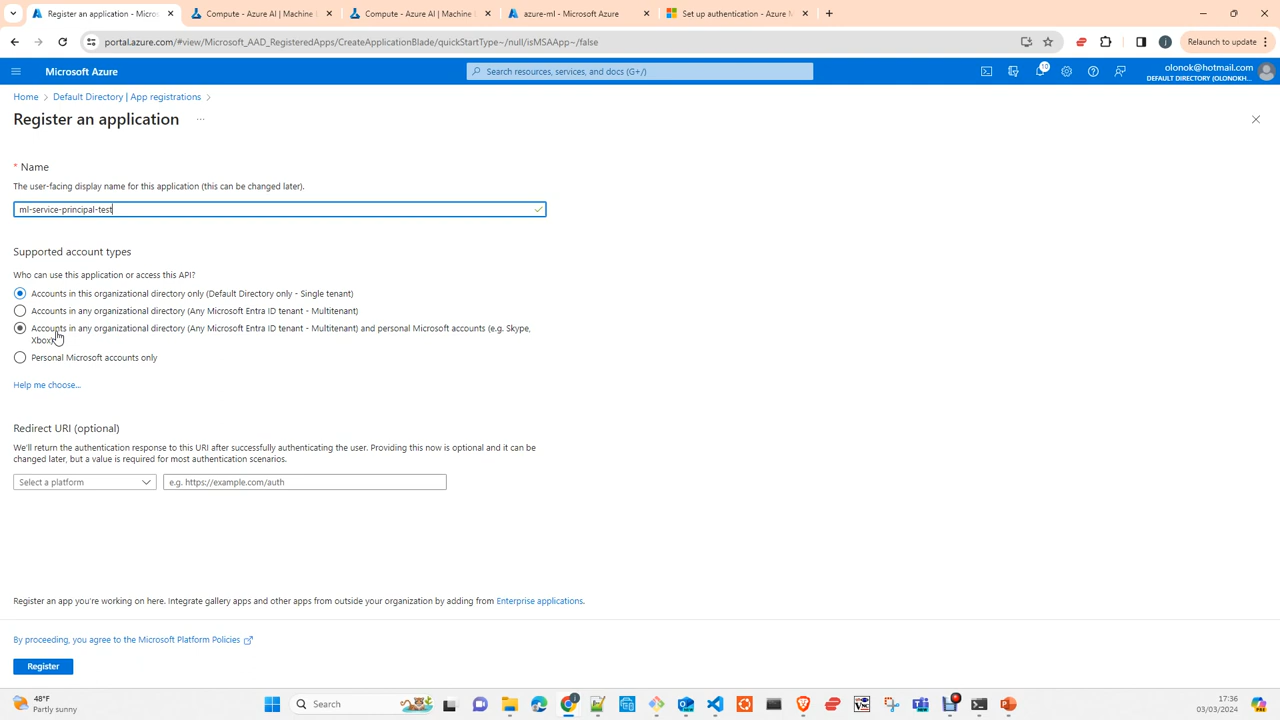 Register an application - Micros
Compute - Azure AI | Machine L
Compute - Azure AI | Machine L
azure-ml - Microsoft Azure
Set up authentication - Azure M
portal.azure.com/#view/Microsoft_AAD_RegisteredApps/CreateApplicationBlade/quickStartType~/null/isMSAApp~/false
Relaunch to update
Microsoft Azure
Search resources, services, and docs (G+/)
10
olonok@hotmail.com
DEFAULT DIRECTORY (OLONOKH...
Home > Default Directory | App registrations >
Register an application ...
* Name
The user-facing display name for this application (this can be changed later).
ml-service-principal-test
Supported account types
Who can use this application or access this API?
Accounts in this organizational directory only (Default Directory only - Single tenant)
Accounts in any organizational directory (Any Microsoft Entra ID tenant - Multitenant)
Accounts in any organizational directory (Any Microsoft Entra ID tenant - Multitenant) and personal Microsoft accounts (e.g. Skype,
Xbox)
Personal Microsoft accounts only
Help me choose...
Redirect URI (optional)
We'll return the authentication response to this URI after successfully authenticating the user. Providing this now is optional and it can be
changed later, but a value is required for most authentication scenarios.
Select a platform
e.g. https://example.com/auth
Register an app you're working on here. Integrate gallery apps and other apps from outside your organization by adding from Enterprise applications.
By proceeding, you agree to the Microsoft Platform Policies
Register
48°F
Partly sunny
Search
17:36
03/03/2024